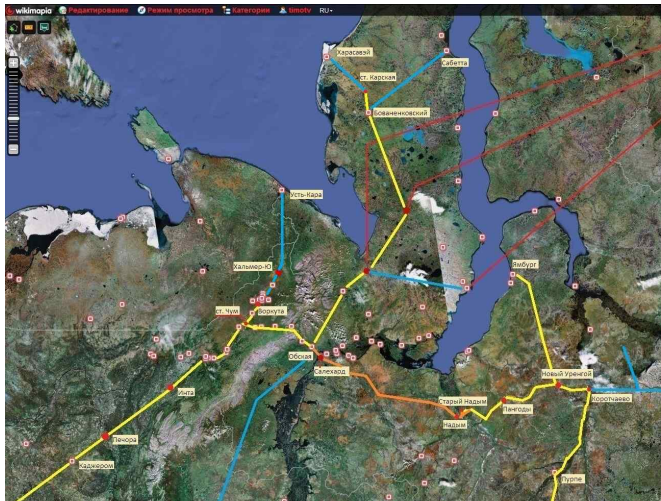 wikimapia Редактирование Режим просмотра Категории timotv RU
Харасавэй
Сабетта
ст. Карская
Бованенковский
Усть-Кара
Хальмер-Ю
Ямбург
ст. Чум
Воркута
Обская
Салехард
Новый Уренгой
Инта
Старый Надым
Пангоды
Коротчаево
Надым
Печора
Каджером
Пурпе